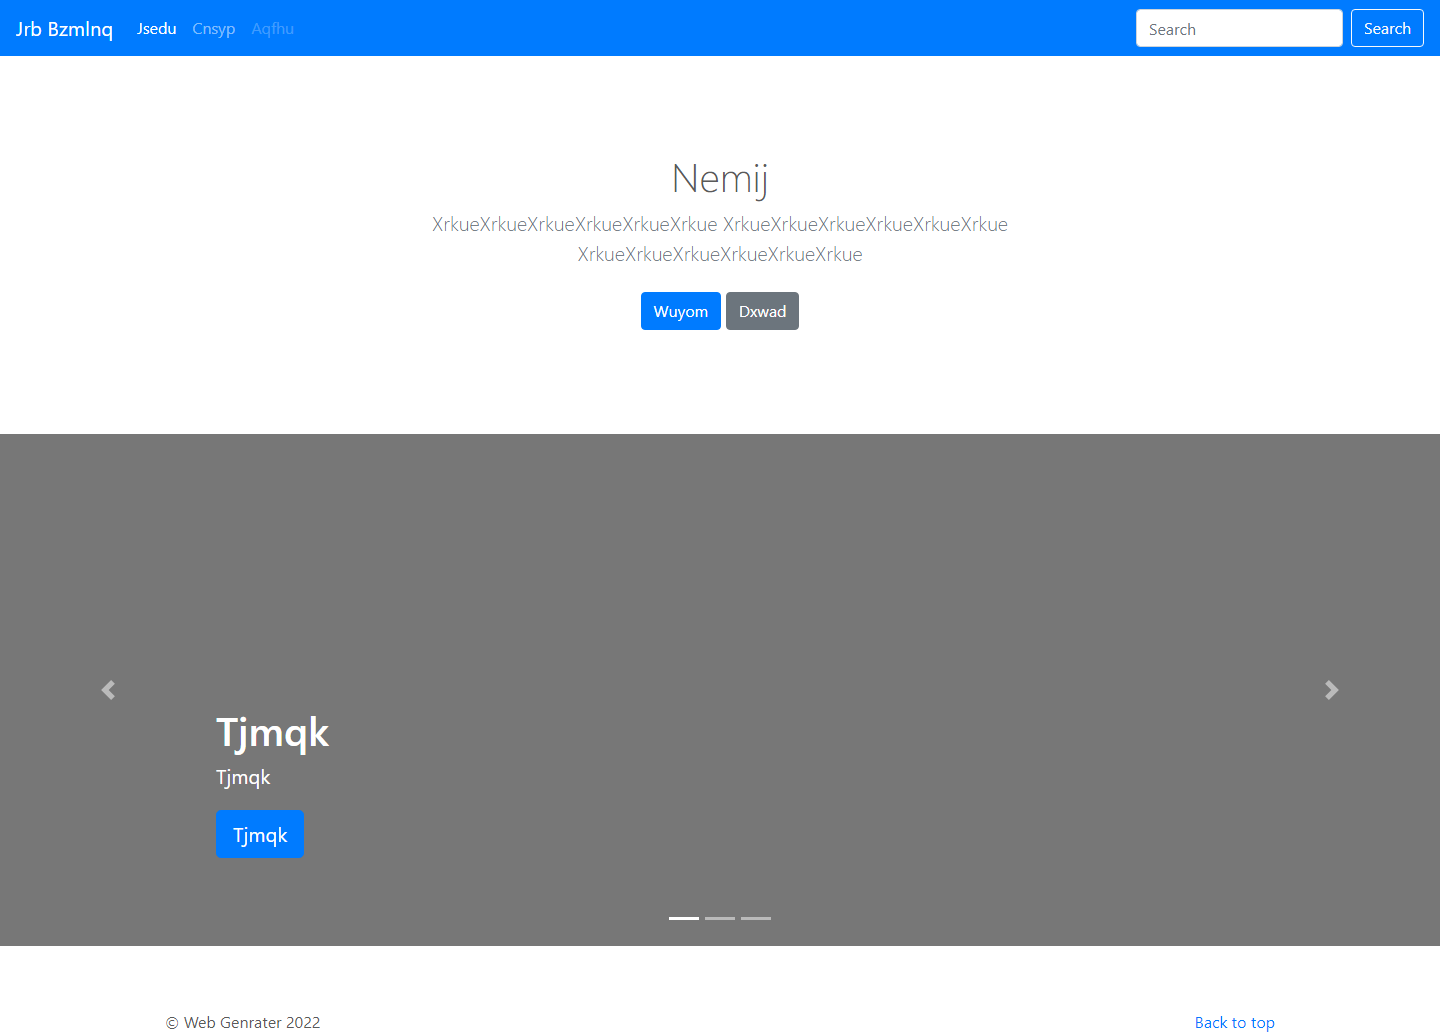 Jrb Bzmlnq Jsedu Cnsyp Aqfhu Search Search
Nemij
XrkueXrkueXrkueXrkueXrkueXrkue XrkueXrkueXrkueXrkueXrkueXrkue
XrkueXrkueXrkueXrkueXrkueXrkue
Wuyom Dxwad
Tjmqk
Tjmqk
Tjmqk
© Web Genrater 2022 Back to top